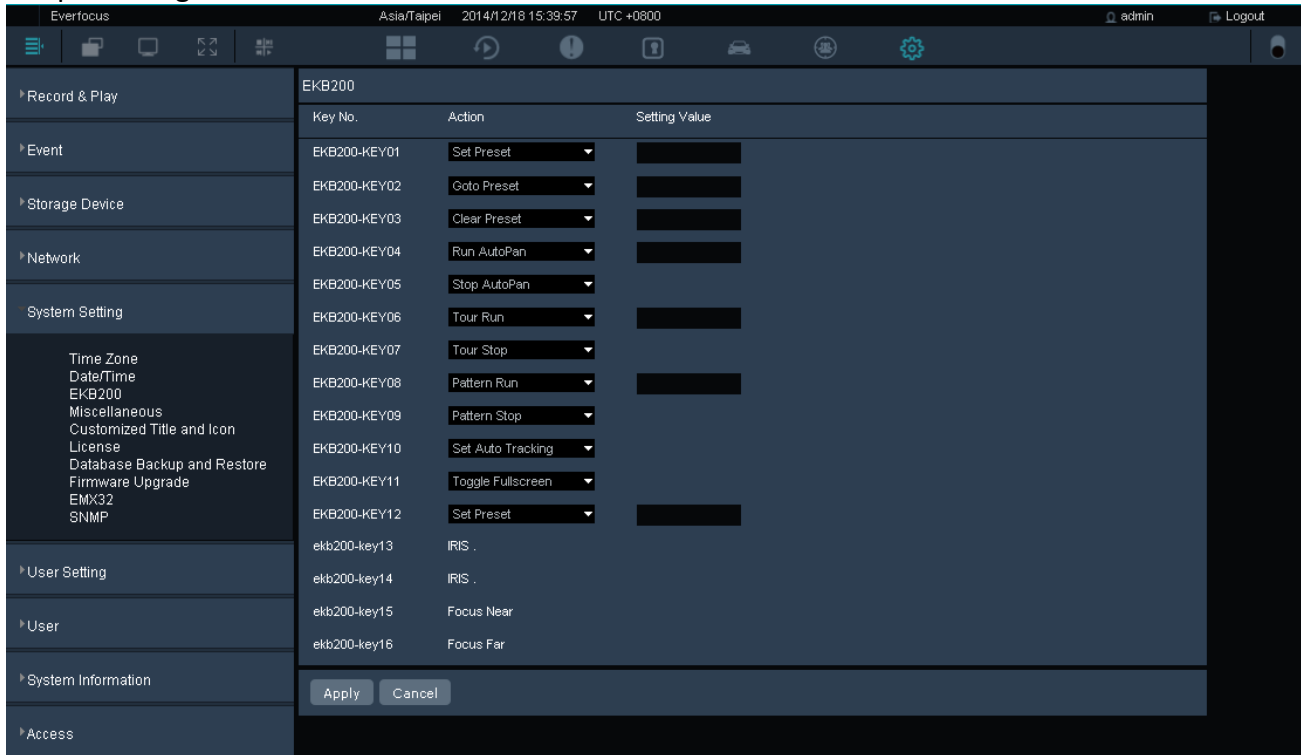 Everfocus Asia/Taipei 2014/12/18 15:39:57 UTC +0800 admin Logout
Record & Play
Event
Storage Device
Network
System Setting
Time Zone
Date/Time
EKB200
Miscellaneous
Customized Title and Icon
License
Database Backup and Restore
Firmware Upgrade
EMX32
SNMP
User Setting
User
System Information
Access
EKB200
Key No. Action Setting Value
EKB200-KEY01 Set Preset
EKB200-KEY02 Goto Preset
EKB200-KEY03 Clear Preset
EKB200-KEY04 Run AutoPan
EKB200-KEY05 Stop AutoPan
EKB200-KEY06 Tour Run
EKB200-KEY07 Tour Stop
EKB200-KEY08 Pattern Run
EKB200-KEY09 Pattern Stop
EKB200-KEY10 Set Auto Tracking
EKB200-KEY11 Toggle Fullscreen
EKB200-KEY12 Set Preset
ekb200-key13 IRIS .
ekb200-key14 IRIS .
ekb200-key15 Focus Near
ekb200-key16 Focus Far
Apply Cancel